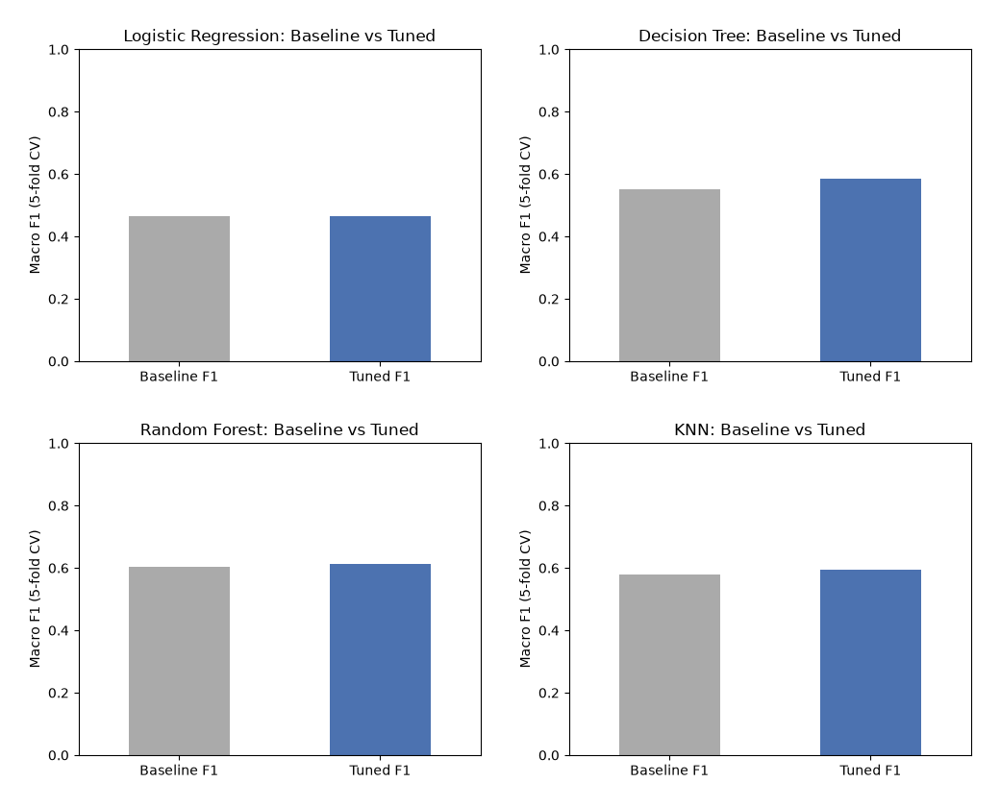 Logistic Regression: Baseline vs Tuned
Macro F1 (5-fold CV)
1.0
0.8
0.6
0.4
0.2
0.0
Baseline F1 Tuned F1
Decision Tree: Baseline vs Tuned
Macro F1 (5-fold CV)
1.0
0.8
0.6
0.4
0.2
0.0
Baseline F1 Tuned F1
Random Forest: Baseline vs Tuned
Macro F1 (5-fold CV)
1.0
0.8
0.6
0.4
0.2
0.0
Baseline F1 Tuned F1
KNN: Baseline vs Tuned
Macro F1 (5-fold CV)
1.0
0.8
0.6
0.4
0.2
0.0
Baseline F1 Tuned F1